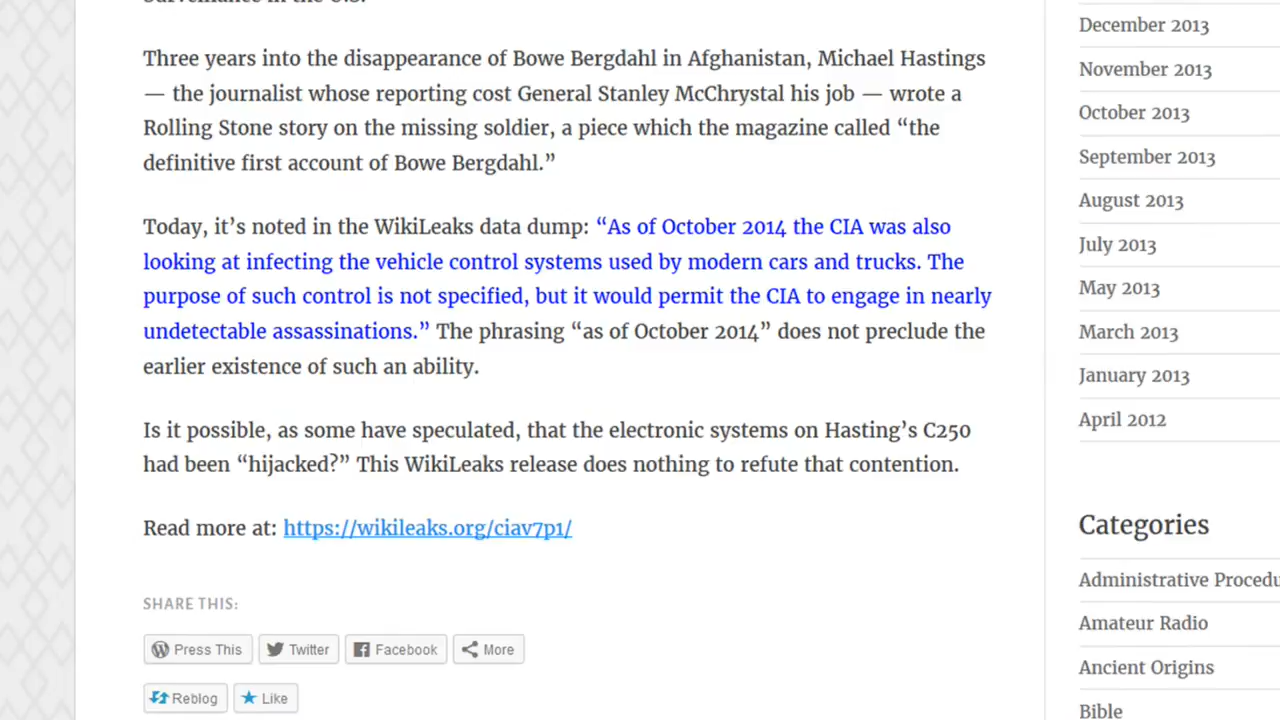 Three years into the disappearance of Bowe Bergdahl in Afghanistan, Michael Hastings
— the journalist whose reporting cost General Stanley McChrystal his job — wrote a
Rolling Stone story on the missing soldier, a piece which the magazine called “the
definitive first account of Bowe Bergdahl.”
Today, it’s noted in the WikiLeaks data dump: “As of October 2014 the CIA was also
looking at infecting the vehicle control systems used by modern cars and trucks. The
purpose of such control is not specified, but it would permit the CIA to engage in nearly
undetectable assassinations.” The phrasing “as of October 2014” does not preclude the
earlier existence of such an ability.
Is it possible, as some have speculated, that the electronic systems on Hasting’s C250
had been “hijacked?” This WikiLeaks release does nothing to refute that contention.
Read more at: https://wikileaks.org/ciav7p1/
SHARE THIS:
Press This
Twitter
Facebook
More
Reblog
Like
December 2013
November 2013
October 2013
September 2013
August 2013
July 2013
May 2013
March 2013
January 2013
April 2012
Categories
Administrative Procedu
Amateur Radio
Ancient Origins
Bible